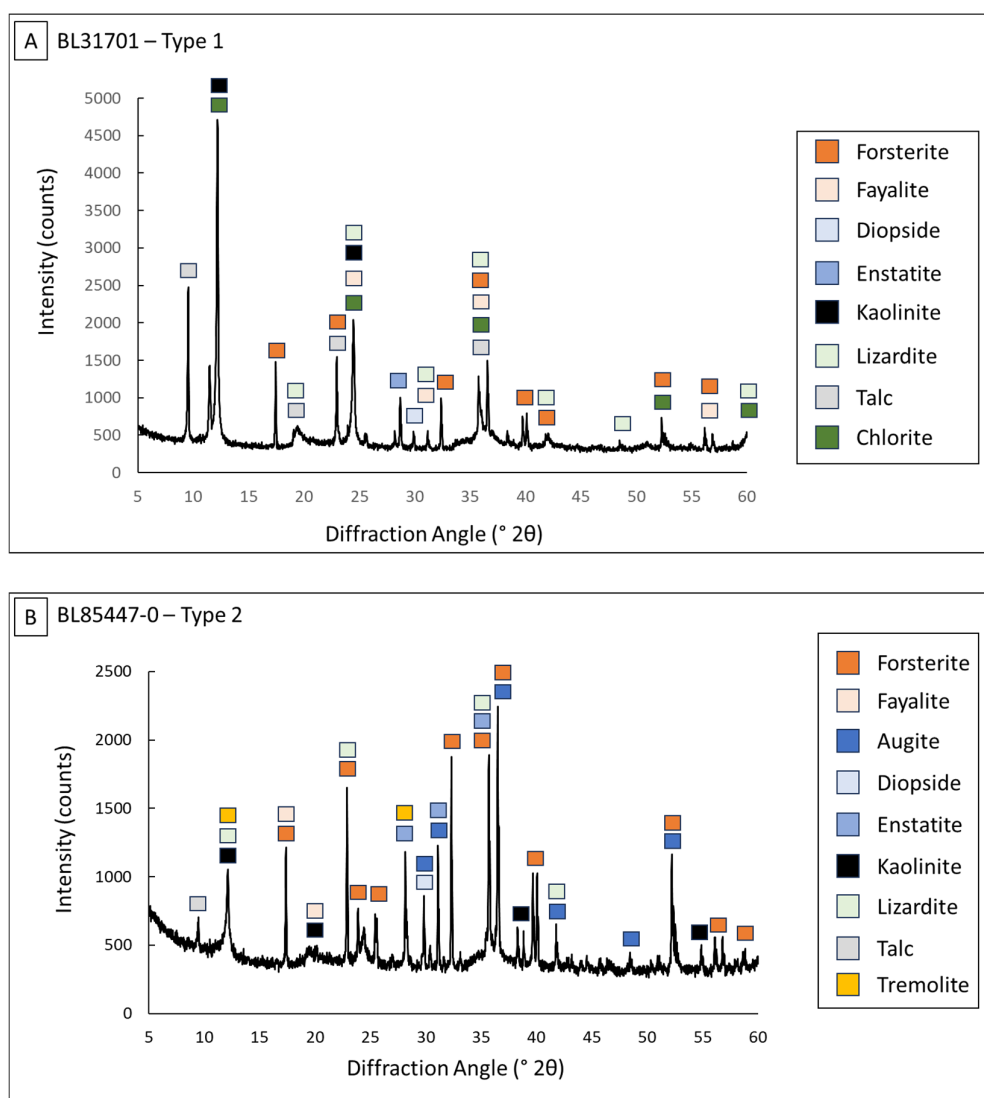 A BL31701 – Type 1
Intensity (counts)
5000
4500
4000
3500
3000
2500
2000
1500
1000
500
0
5 10 15 20 25 30 35 40 45 50 55 60
Diffraction Angle (° 2θ)
Forsterite
Fayalite
Diopside
Enstatite
Kaolinite
Lizardite
Talc
Chlorite
B BL85447-0 – Type 2
Intensity (counts)
2500
2000
1500
1000
500
0
5 10 15 20 25 30 35 40 45 50 55 60
Diffraction Angle (° 2θ)
Forsterite
Fayalite
Augite
Diopside
Enstatite
Kaolinite
Lizardite
Talc
Tremolite